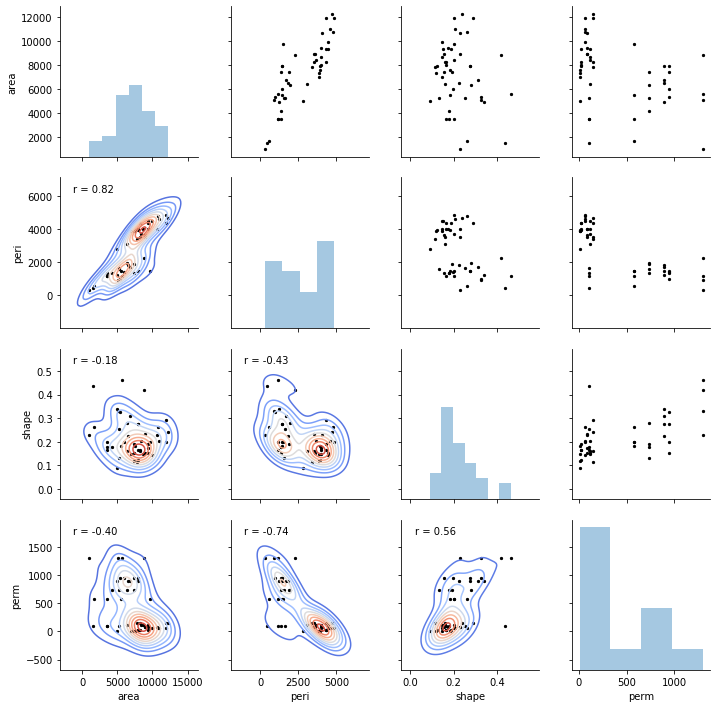 12000
10000
8000
6000
4000
2000
area
r = 0.82
6000
4000
2000
0
peri
r = -0.18
r = -0.43
0.5
0.4
0.3
0.2
0.1
0.0
shape
r = -0.40
r = -0.74
r = 0.56
1500
1000
500
0
−500
perm
0 5000 10000 15000
0 5000
0.0 0.2 0.4
0 500 1000
area peri shape perm